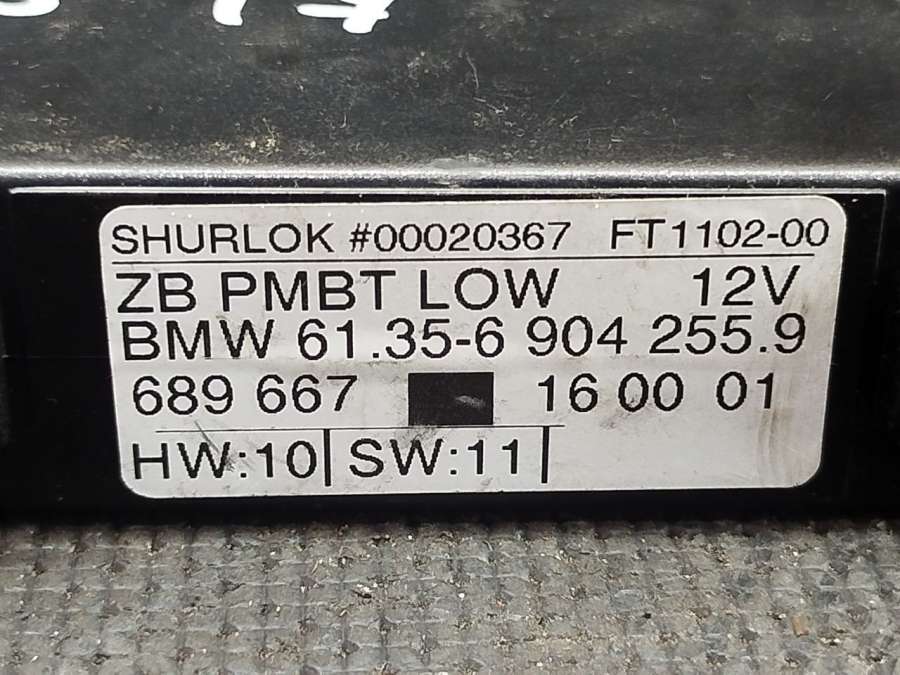 SHURLOK #00020367 FT1102-00
ZB PMBT LOW 12V
BMW 61.35-6 904 255.9
689 667 16 00 01
HW:10| SW:11|